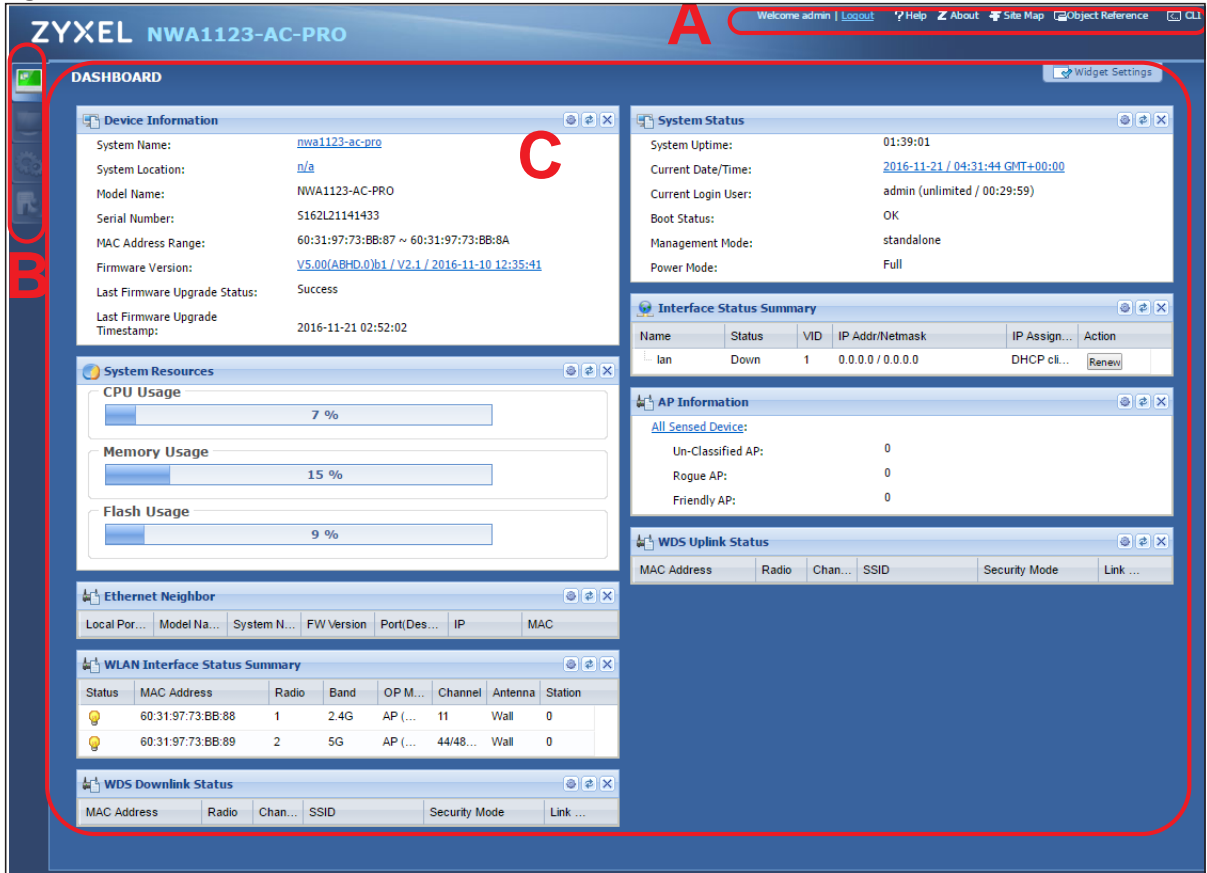 ZYXEL NWA1123-AC-PRO
A
Welcome admin | Logout ?Help Z About Site Map Object Reference CLI
DASHBOARD
Widget Settings
B
C
Device Information
System Name: nwa1123-ac-pro
System Location: n/a
Model Name: NWA1123-AC-PRO
Serial Number: S162L21141433
MAC Address Range: 60:31:97:73:BB:87 ~ 60:31:97:73:BB:8A
Firmware Version: V5.00(ABHD.0)b1 / V2.1 / 2016-11-10 12:35:41
Last Firmware Upgrade Status: Success
Last Firmware Upgrade
Timestamp: 2016-11-21 02:52:02
System Resources
CPU Usage
7 %
Memory Usage
15 %
Flash Usage
9 %
Ethernet Neighbor
Local Por... Model Na... System N... FW Version Port(Des... IP MAC
WLAN Interface Status Summary
Status MAC Address Radio Band OP M... Channel Antenna Station
60:31:97:73:BB:88 1 2.4G AP (... 11 Wall 0
60:31:97:73:BB:89 2 5G AP (... 44/48... Wall 0
WDS Downlink Status
MAC Address Radio Chan... SSID Security Mode Link ...
System Status
System Uptime: 01:39:01
Current Date/Time: 2016-11-21 / 04:31:44 GMT+00:00
Current Login User: admin (unlimited / 00:29:59)
Boot Status: OK
Management Mode: standalone
Power Mode: Full
Interface Status Summary
Name Status VID IP Addr/Netmask IP Assign... Action
lan Down 1 0.0.0.0 / 0.0.0.0 DHCP cli... Renew
AP Information
All Sensed Device:
Un-Classified AP: 0
Rogue AP: 0
Friendly AP: 0
WDS Uplink Status
MAC Address Radio Chan... SSID Security Mode Link ...